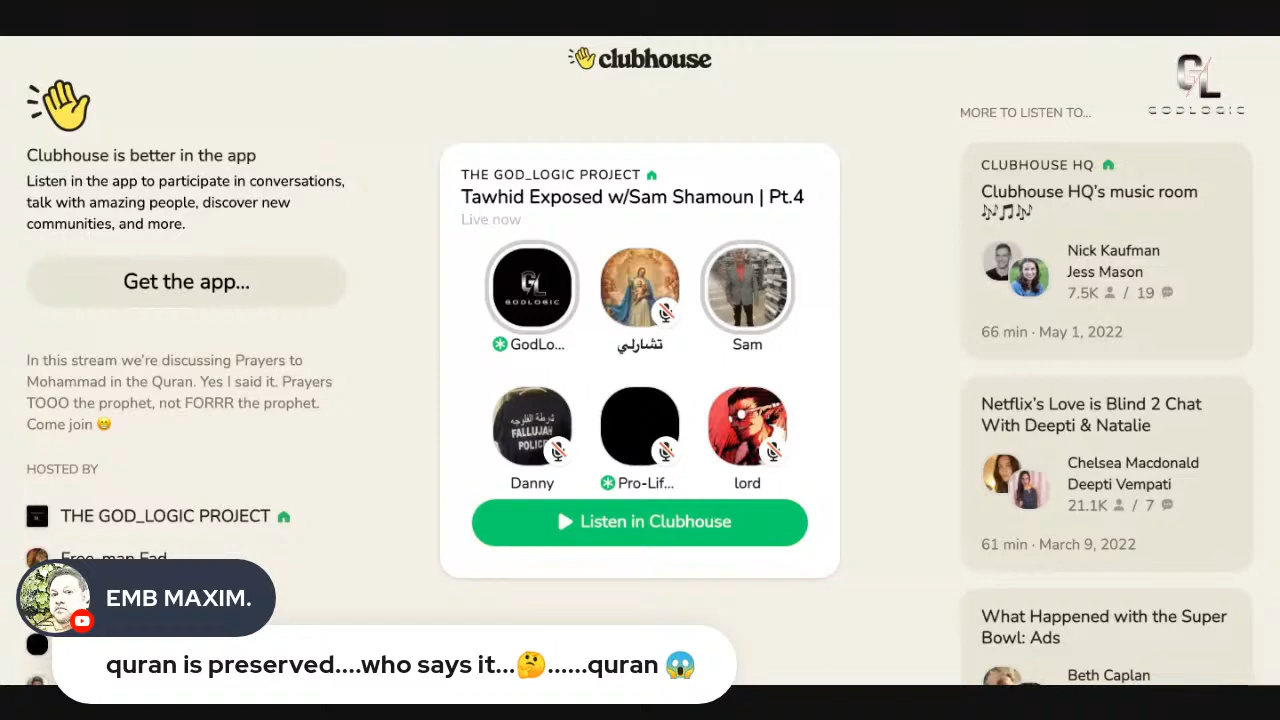 clubhouse
GL
GODLOGIC
Clubhouse is better in the app
Listen in the app to participate in conversations,
talk with amazing people, discover new
communities, and more.
Get the app...
In this stream we're discussing Prayers to
Mohammad in the Quran. Yes I said it. Prayers
TOOO the prophet, not FORRR the prophet.
Come join 😁
HOSTED BY
THE GOD_LOGIC PROJECT
THE GOD_LOGIC PROJECT
Tawhid Exposed w/Sam Shamoun | Pt.4
Live now
GL
GODLOGIC
GodLo...
تشارلي
Sam
شرطة الفلوجه
FALLUJAH
POLICE
Danny
Pro-Lif...
lord
Listen in Clubhouse
MORE TO LISTEN TO...
CLUBHOUSE HQ
Clubhouse HQ's music room
🎶🎵🎶
Nick Kaufman
Jess Mason
7.5K / 19
66 min · May 1, 2022
Netflix's Love is Blind 2 Chat
With Deepti & Natalie
Chelsea Macdonald
Deepti Vempati
21.1K / 7
61 min · March 9, 2022
What Happened with the Super
Bowl: Ads
Beth Caplan
EMB MAXIM.
quran is preserved....who says it...🤔......quran 😱